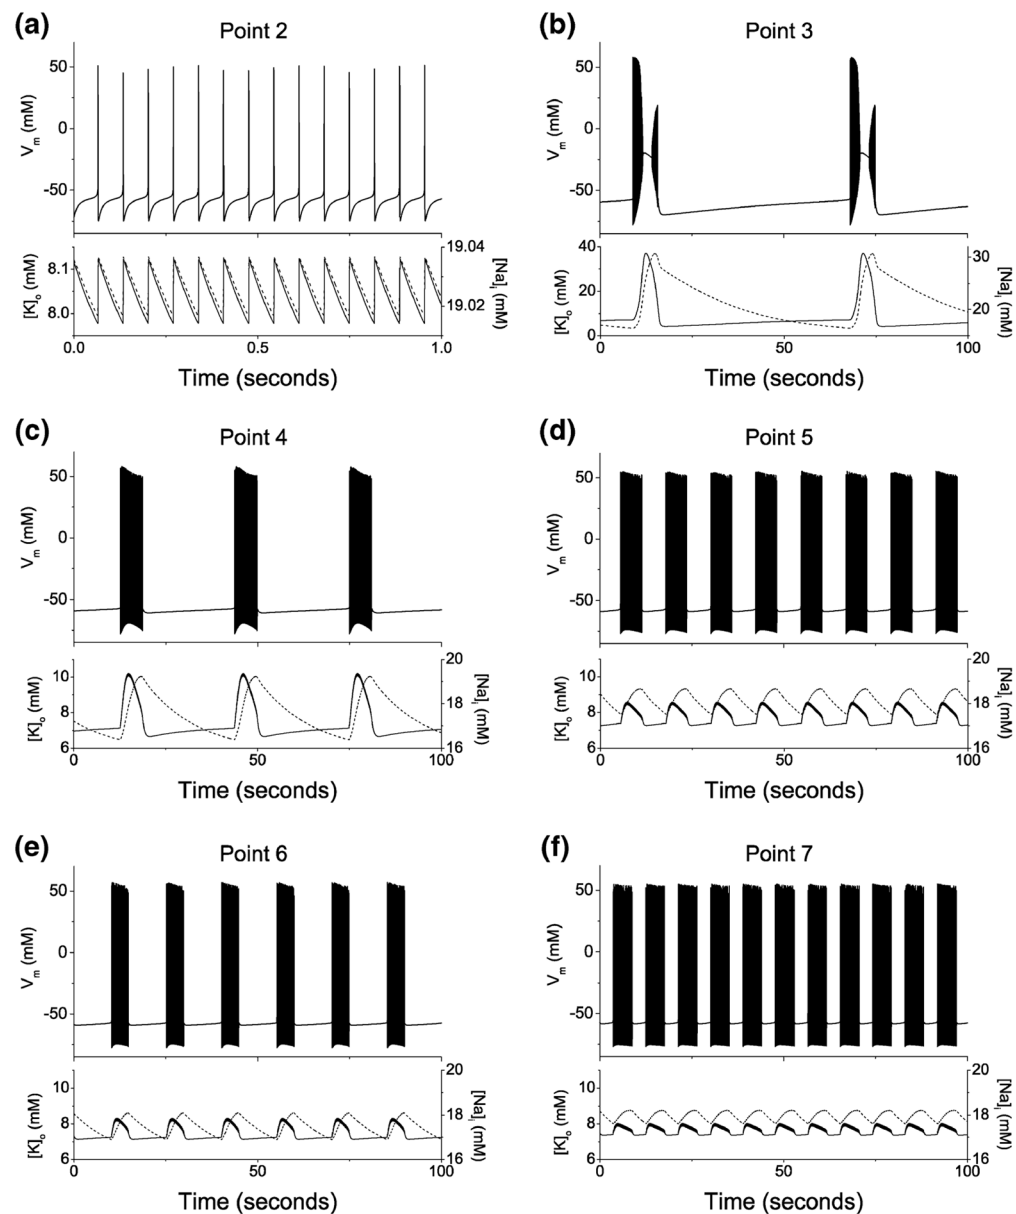 (a) Point 2
50
0
-50
V_m (mM)
8.1
8.0
[K]_o (mM)
19.04
19.02
[Na]_i (mM)
0.0 0.5 1.0
Time (seconds)
(b) Point 3
50
0
-50
V_m (mM)
40
20
0
[K]_o (mM)
30
20
[Na]_i (mM)
0 50 100
Time (seconds)
(c) Point 4
50
0
-50
V_m (mM)
10
8
6
[K]_o (mM)
20
18
16
[Na]_i (mM)
0 50 100
Time (seconds)
(d) Point 5
50
0
-50
V_m (mM)
10
8
6
[K]_o (mM)
20
18
16
[Na]_i (mM)
0 50 100
Time (seconds)
(e) Point 6
50
0
-50
V_m (mM)
10
8
6
[K]_o (mM)
20
18
16
[Na]_i (mM)
0 50 100
Time (seconds)
(f) Point 7
50
0
-50
V_m (mM)
10
8
6
[K]_o (mM)
20
18
16
[Na]_i (mM)
0 50 100
Time (seconds)